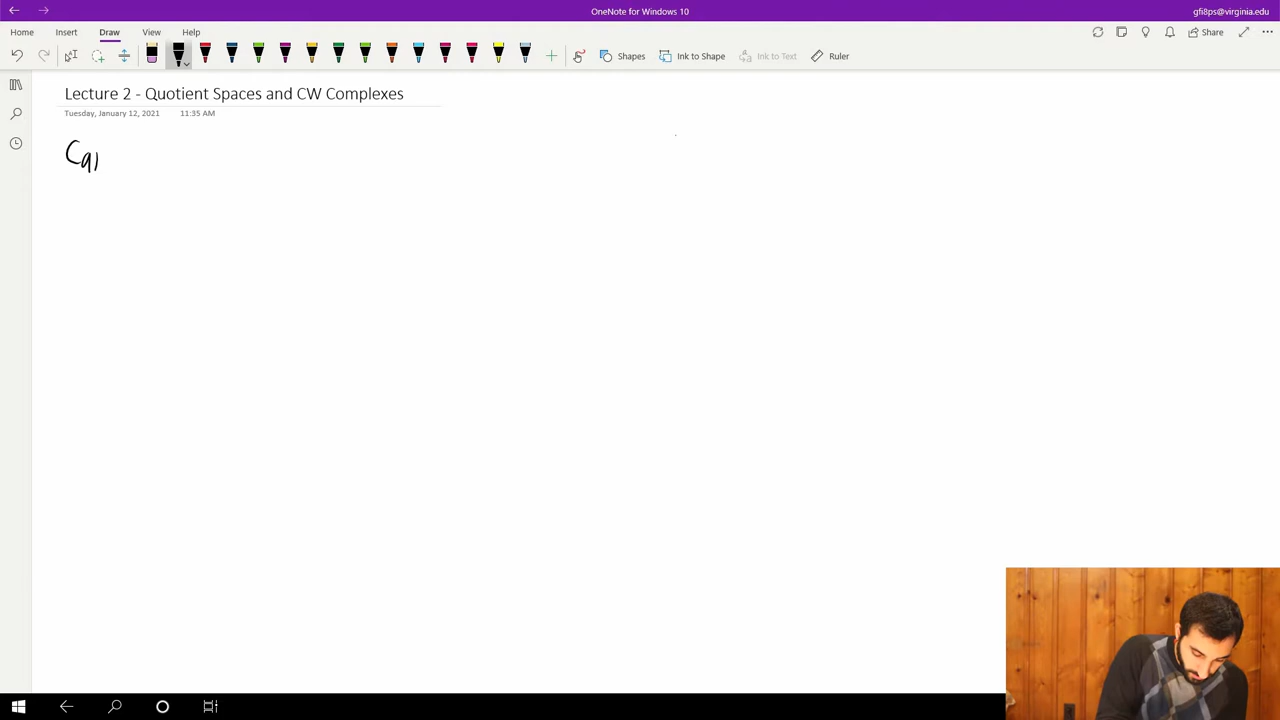 OneNote for Windows 10
gfi8ps@virginia.edu
Home Insert Draw View Help
Share
Shapes Ink to Shape Ink to Text Ruler
Lecture 2 - Quotient Spaces and CW Complexes
Tuesday, January 12, 2021 11:35 AM